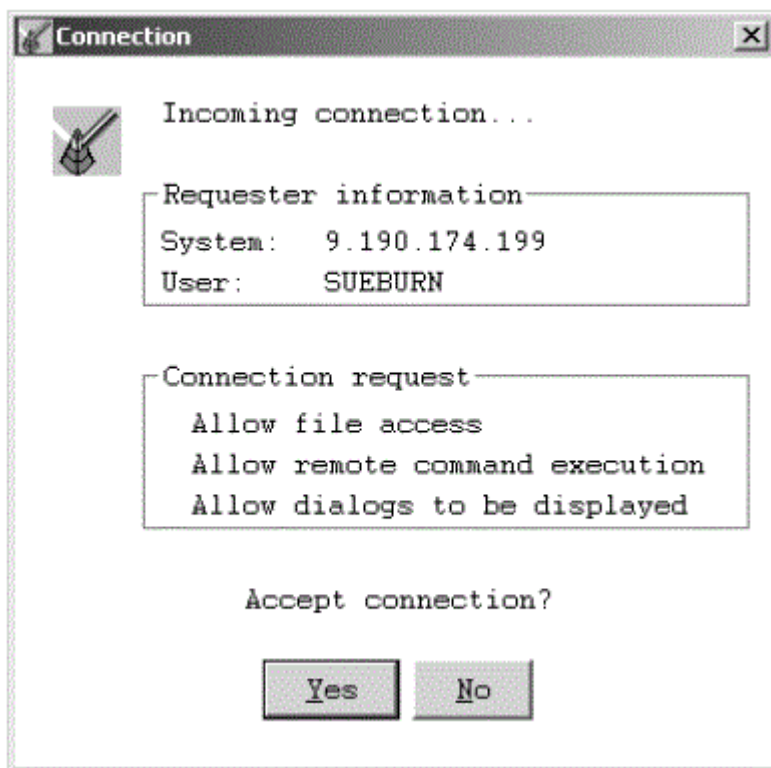 Connection
Incoming connection...
Requester information
System: 9.190.174.199
User: SUEBURN
Connection request
Allow file access
Allow remote command execution
Allow dialogs to be displayed
Accept connection?
Yes No